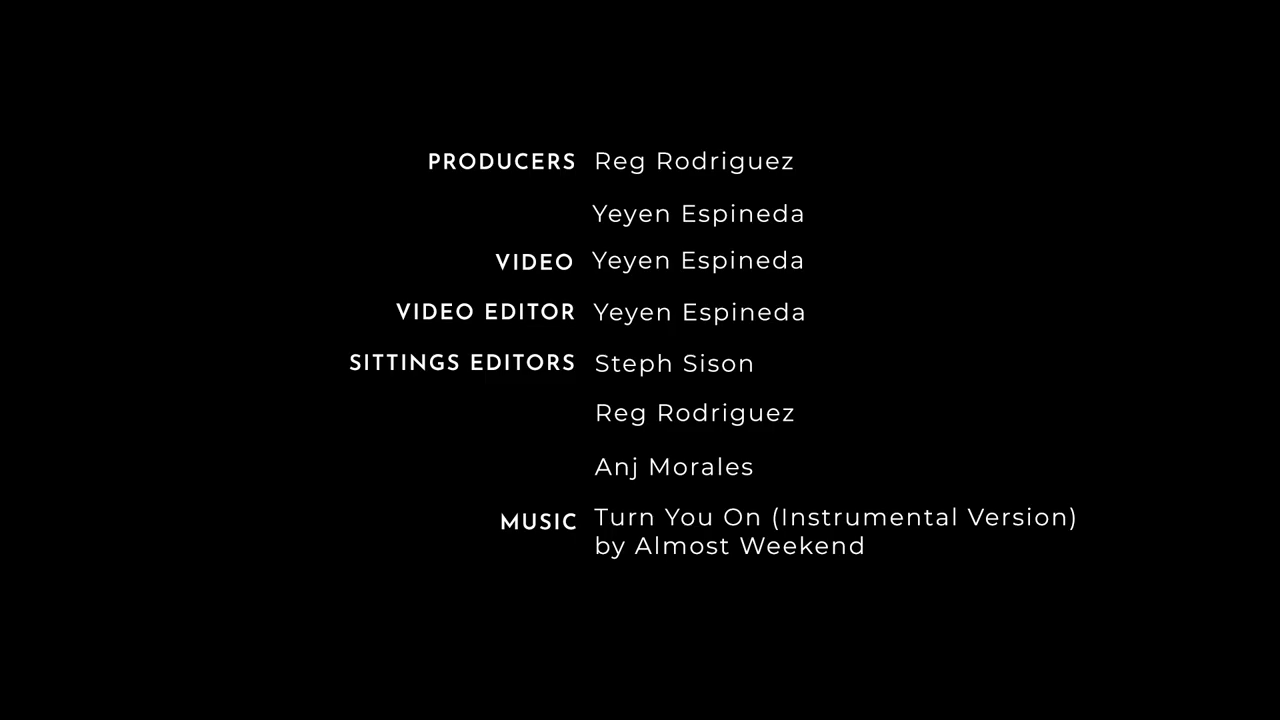 PRODUCERS Reg Rodriguez
Yeyen Espineda
VIDEO Yeyen Espineda
VIDEO EDITOR Yeyen Espineda
SITTINGS EDITORS Steph Sison
Reg Rodriguez
Anj Morales
MUSIC Turn You On (Instrumental Version)
by Almost Weekend